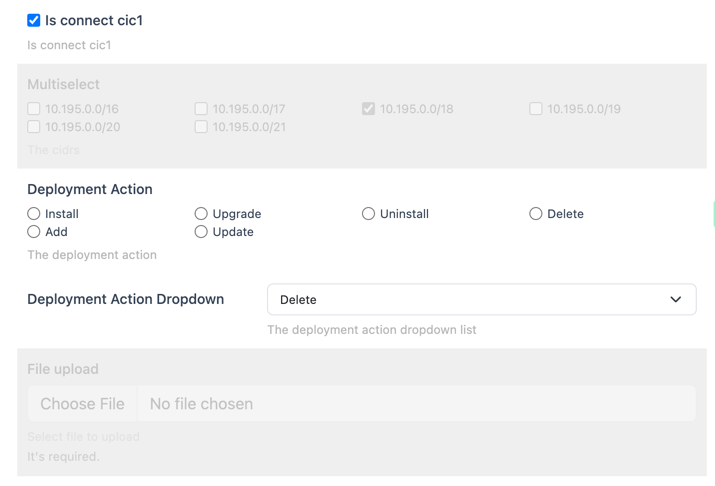 Is connect cic1
Is connect cic1
Multiselect
10.195.0.0/16 10.195.0.0/17 10.195.0.0/18 10.195.0.0/19
10.195.0.0/20 10.195.0.0/21
The cidrs
Deployment Action
Install Upgrade Uninstall Delete
Add Update
The deployment action
Deployment Action Dropdown Delete
The deployment action dropdown list
File upload
Choose File No file chosen
Select file to upload
It's required.